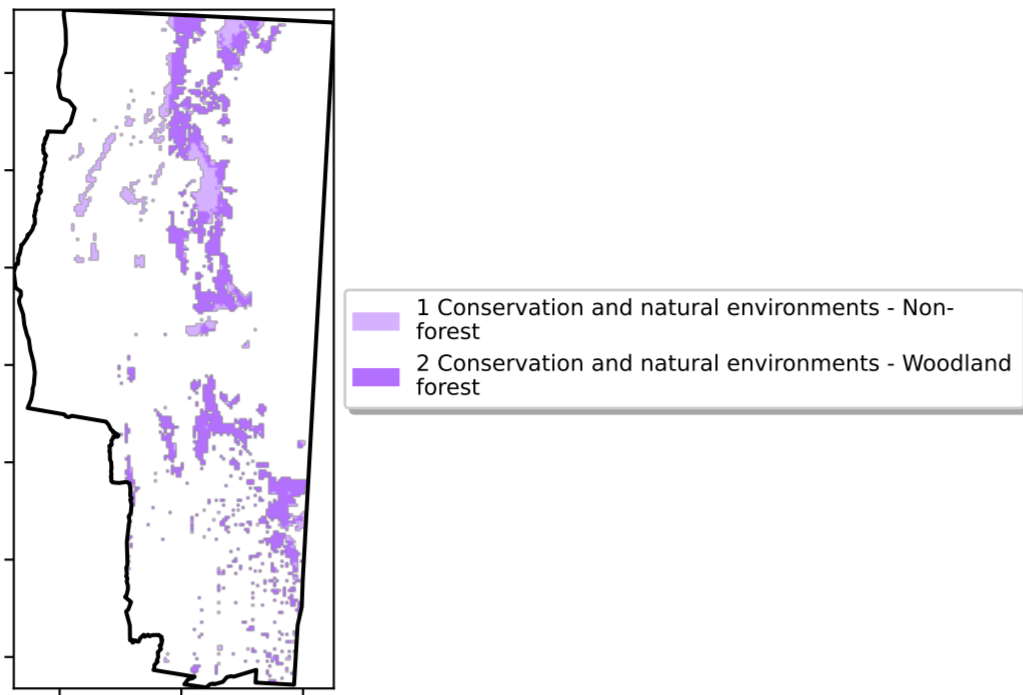 1 Conservation and natural environments - Non-
forest
2 Conservation and natural environments - Woodland
forest